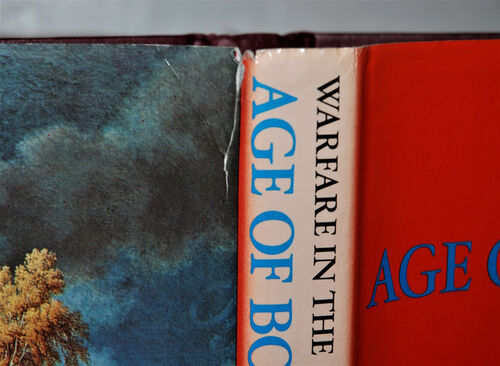 WARFARE IN THE
AGE OF BO
AGE